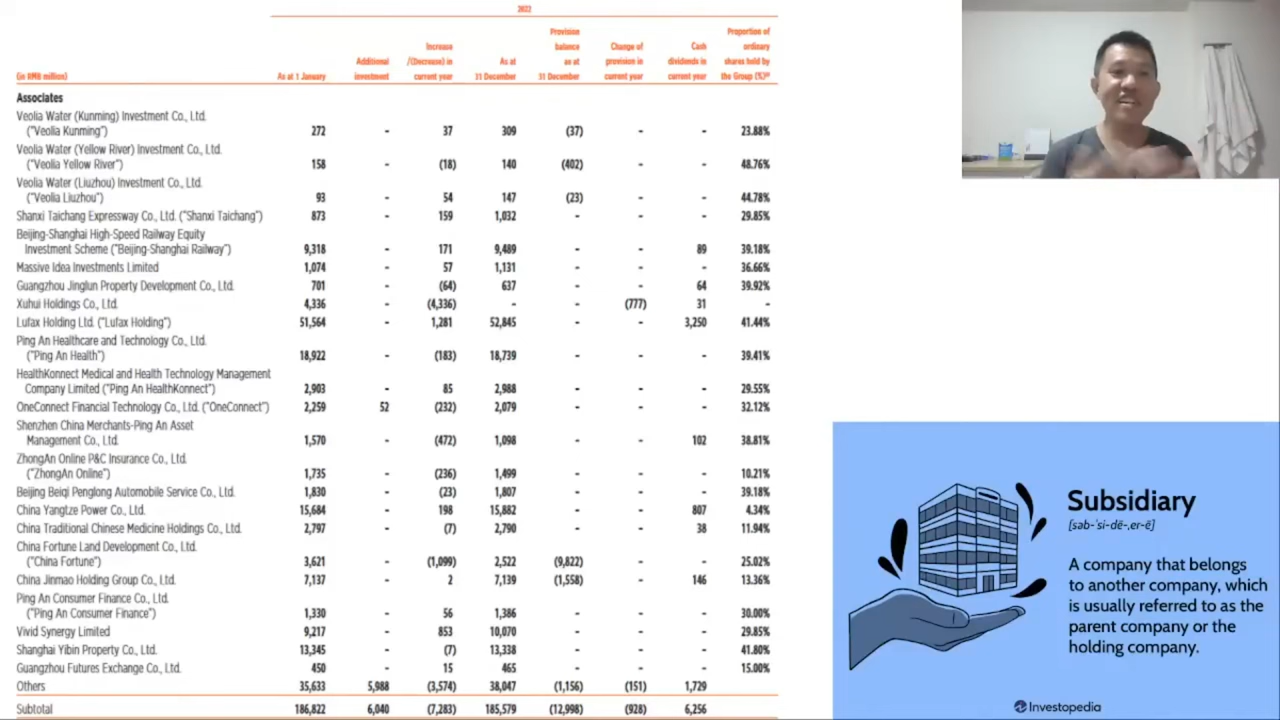 2022
Provision
Proportion of
Increase
balance
Change of
Cash
ordinary
Additional
/(Decrease) in
As at
as at
provision in
dividends in
shares held by
(in RMB million)
As at 1 January
investment
current year
31 December
31 December
current year
current year
the Group (%)
Associates
Veolia Water (Kunming) Investment Co., Ltd.
("Veolia Kunming") 272 - 37 309 (37) - - 23.88%
Veolia Water (Yellow River) Investment Co., Ltd.
("Veolia Yellow River") 158 - (18) 140 (402) - - 48.76%
Veolia Water (Liuzhou) Investment Co., Ltd.
("Veolia Liuzhou") 93 - 54 147 (23) - - 44.78%
Shanxi Taichang Expressway Co., Ltd. ("Shanxi Taichang") 873 - 159 1,032 - - - 29.85%
Beijing-Shanghai High-Speed Railway Equity
Investment Scheme ("Beijing-Shanghai Railway") 9,318 - 171 9,489 - - 89 39.18%
Massive Idea Investments Limited 1,074 - 57 1,131 - - - 36.66%
Guangzhou Jinglun Property Development Co., Ltd. 701 - (64) 637 - - 64 39.92%
Xuhui Holdings Co., Ltd. 4,336 - (4,336) - - (777) 31 -
Lufax Holding Ltd. ("Lufax Holding") 51,564 - 1,281 52,845 - - 3,250 41.44%
Ping An Healthcare and Technology Co., Ltd.
("Ping An Health") 18,922 - (183) 18,739 - - - 39.41%
HealthKonnect Medical and Health Technology Management
Company Limited ("Ping An HealthKonnect") 2,903 - 85 2,988 - - - 29.55%
OneConnect Financial Technology Co., Ltd. ("OneConnect") 2,259 52 (232) 2,079 - - - 32.12%
Shenzhen China Merchants-Ping An Asset
Management Co., Ltd. 1,570 - (472) 1,098 - - 102 38.81%
ZhongAn Online P&C Insurance Co., Ltd.
("ZhongAn Online") 1,735 - (236) 1,499 - - - 10.21%
Beijing Beiqi Penglong Automobile Service Co., Ltd. 1,830 - (23) 1,807 - - - 39.18%
China Yangtze Power Co., Ltd. 15,684 - 198 15,882 - - 807 4.34%
China Traditional Chinese Medicine Holdings Co., Ltd. 2,797 - (7) 2,790 - - 38 11.94%
China Fortune Land Development Co., Ltd.
("China Fortune") 3,621 - (1,099) 2,522 (9,822) - - 25.02%
China Jinmao Holding Group Co., Ltd. 7,137 - 2 7,139 (1,558) - 146 13.36%
Ping An Consumer Finance Co., Ltd.
("Ping An Consumer Finance") 1,330 - 56 1,386 - - - 30.00%
Vivid Synergy Limited 9,217 - 853 10,070 - - - 29.85%
Shanghai Yibin Property Co., Ltd. 13,345 - (7) 13,338 - - - 41.80%
Guangzhou Futures Exchange Co., Ltd. 450 - 15 465 - - - 15.00%
Others 35,633 5,988 (3,574) 38,047 (1,156) (151) 1,729
Subtotal 186,822 6,040 (7,283) 185,579 (12,998) (928) 6,256
Subsidiary
[səb-ˈsi-dē-ˌer-ē]
A company that belongs
to another company, which
is usually referred to as the
parent company or the
holding company.
Investopedia